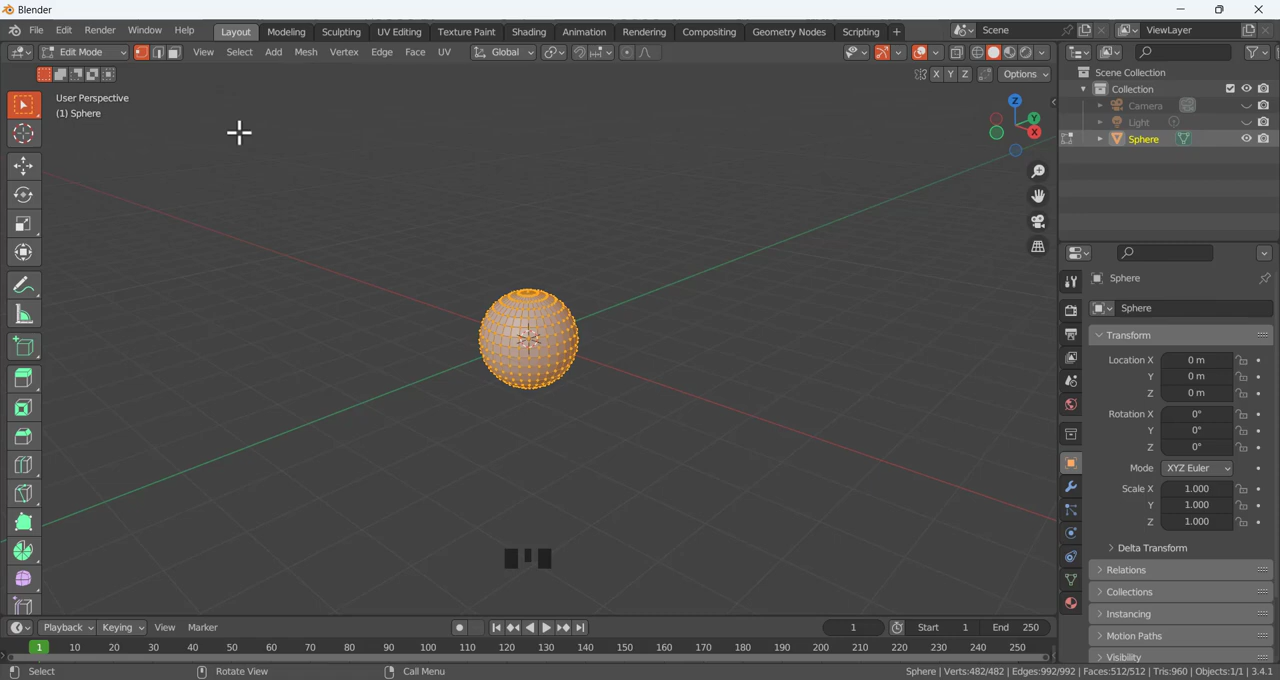 Blender
File Edit Render Window Help Layout Modeling Sculpting UV Editing Texture Paint Shading Animation Rendering Compositing Geometry Nodes Scripting + Scene ViewLayer
Edit Mode View Select Add Mesh Vertex Edge Face UV Global
X Y Z Options
User Perspective
(1) Sphere
Z
Y
X
Scene Collection
Collection
Camera
Light
Sphere
Sphere
Sphere
Transform
Location X 0 m
Y 0 m
Z 0 m
Rotation X 0°
Y 0°
Z 0°
Mode XYZ Euler
Scale X 1.000
Y 1.000
Z 1.000
Delta Transform
Relations
Collections
Instancing
Motion Paths
Visibility
Playback Keying View Marker 1 Start 1 End 250
1 10 20 30 40 50 60 70 80 90 100 110 120 130 140 150 160 170 180 190 200 210 220 230 240 250
Select Rotate View Call Menu Sphere | Verts:482/482 | Edges:992/992 | Faces:512/512 | Tris:960 | Objects:1/1 | 3.4.1